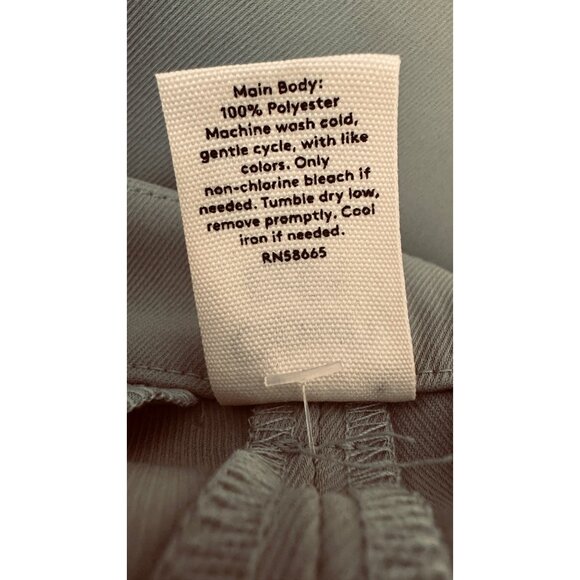 Main Body:
100% Polyester
Machine wash cold,
gentle cycle, with like
colors. Only
non-chlorine bleach if
needed. Tumble dry low,
remove promptly. Cool
iron if needed.
RN58665